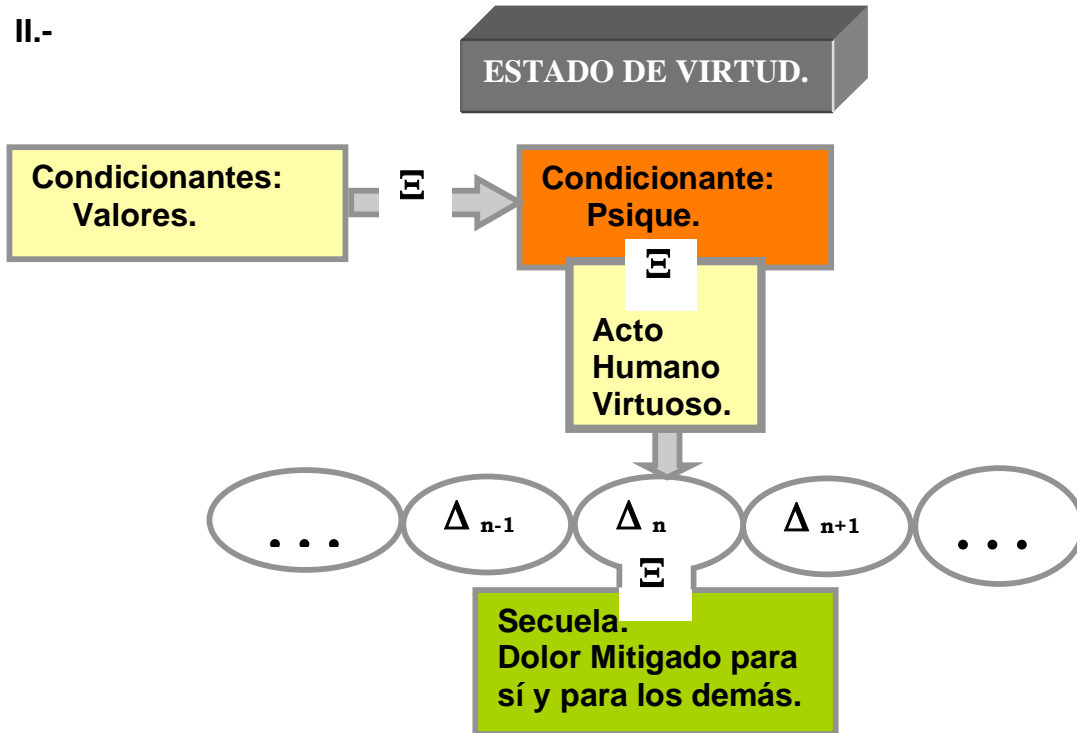 II.-
ESTADO DE VIRTUD.
Condicionantes:
Valores.
Ξ
Condicionante:
Psique.
Ξ
Acto
Humano
Virtuoso.
. . .
Δ n-1
Δ n
Δ n+1
. . .
Ξ
Secuela.
Dolor Mitigado para
sí y para los demás.